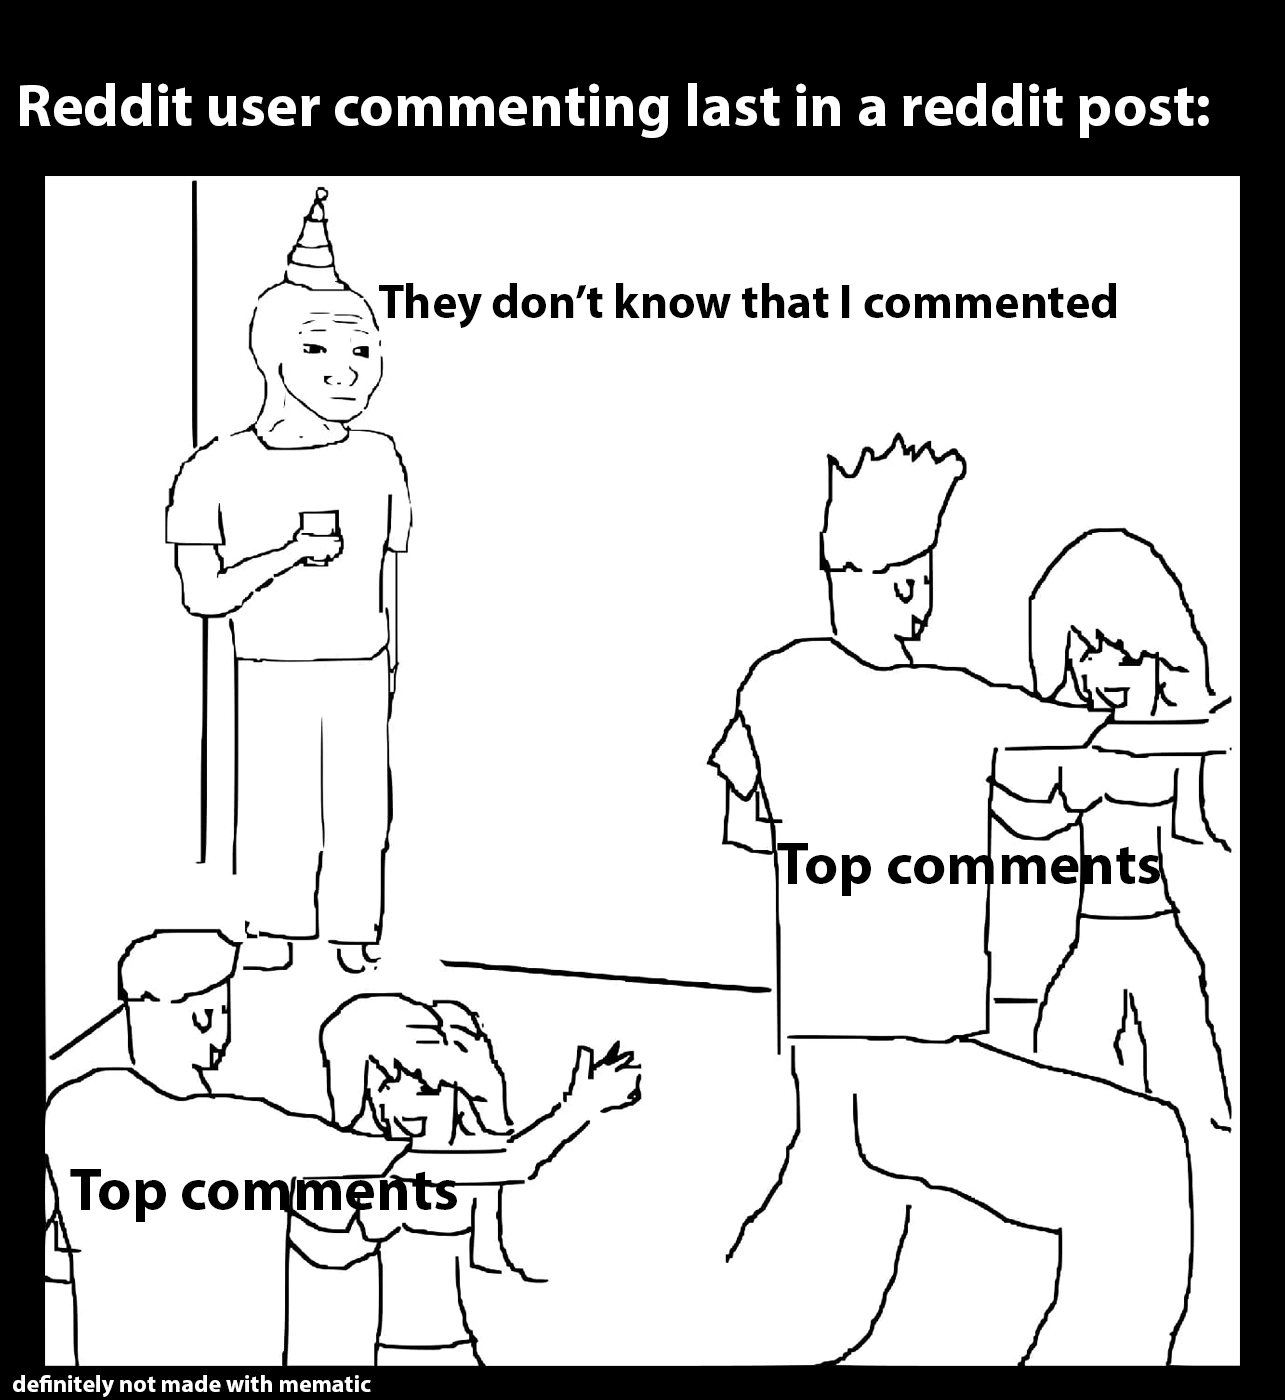 Reddit user commenting last in a reddit post:
They don’t know that I commented
Top comments
Top comments
definitely not made with mematic